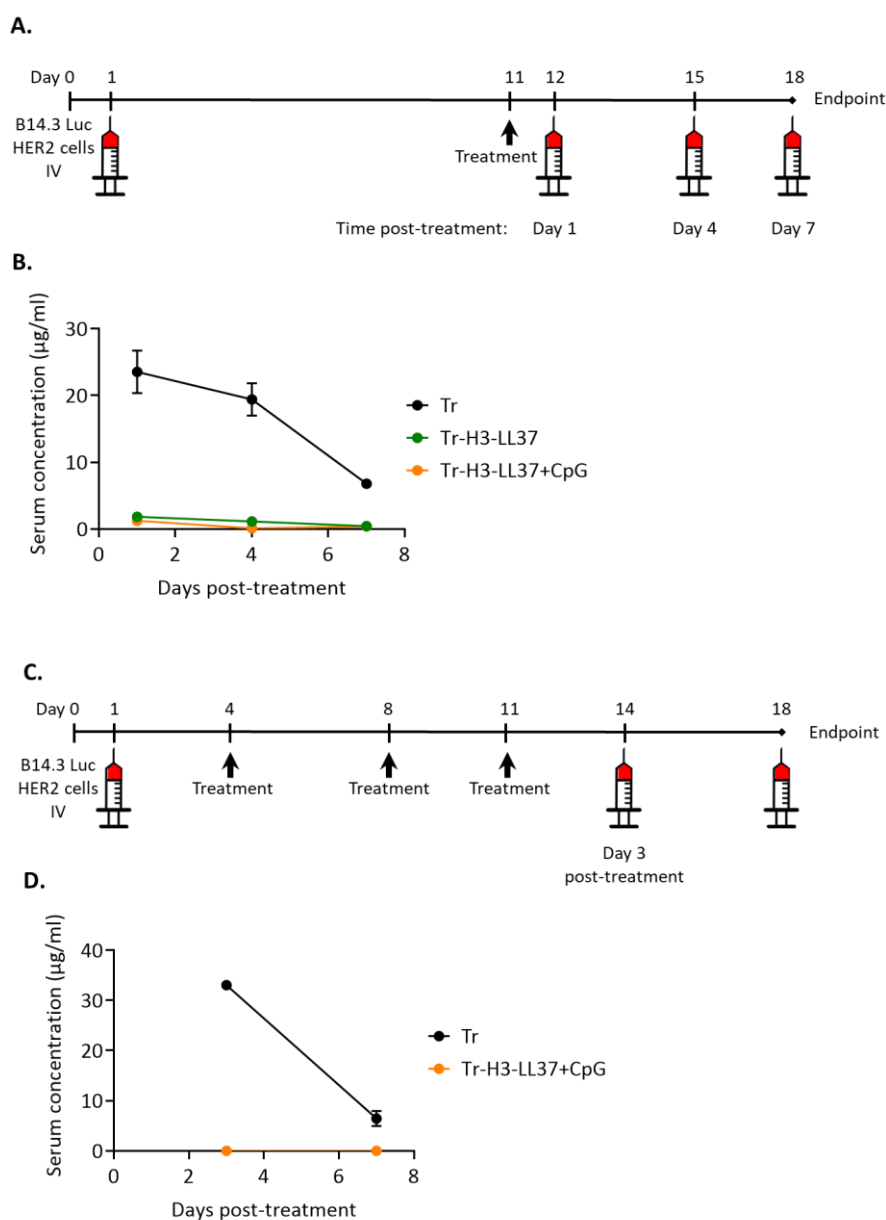 A.
Day 0 1 11 12 15 18
Endpoint
B14.3 Luc
HER2 cells
IV
Treatment
Time post-treatment: Day 1 Day 4 Day 7
B.
Serum concentration (µg/ml)
30
20
10
0
0 2 4 6 8
Days post-treatment
Tr
Tr-H3-LL37
Tr-H3-LL37+CpG
C.
Day 0 1 4 8 11 14 18
Endpoint
B14.3 Luc
HER2 cells
IV
Treatment Treatment Treatment
Day 3
post-treatment
D.
Serum concentration (µg/ml)
40
30
20
10
0
0 2 4 6 8
Days post-treatment
Tr
Tr-H3-LL37+CpG